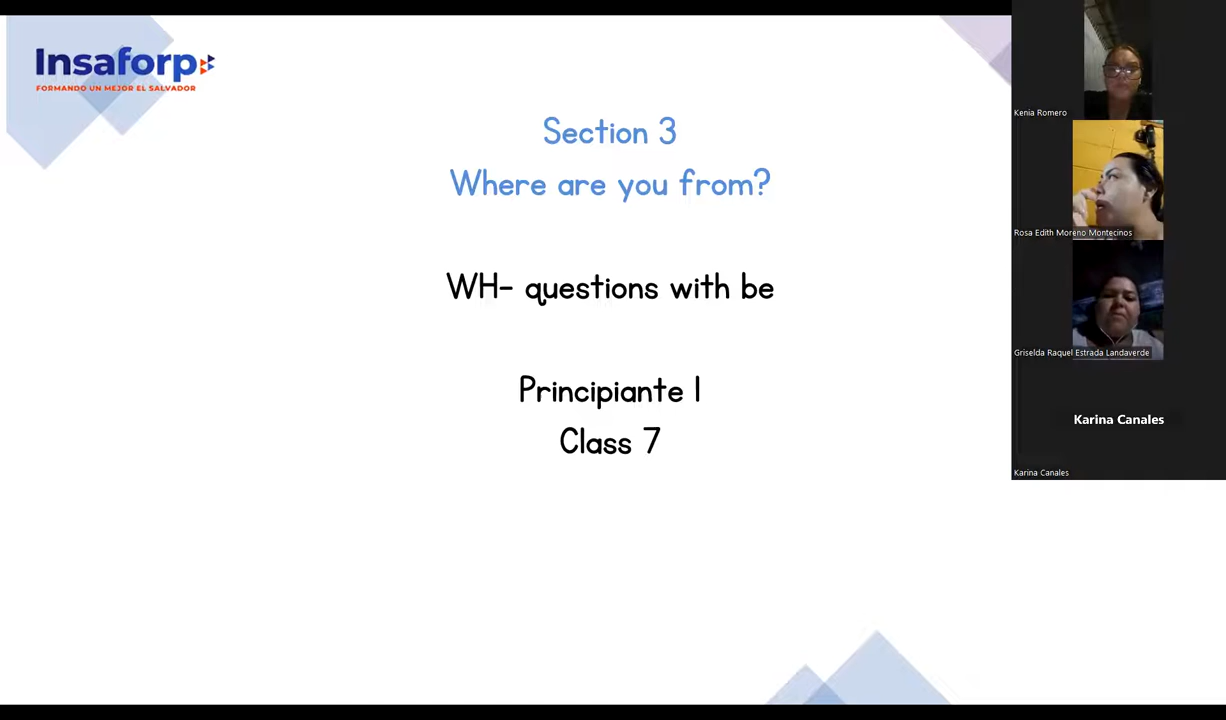 Insaforp
FORMANDO UN MEJOR EL SALVADOR
Section 3
Where are you from?
WH- questions with be
Principiante 1
Class 7
Kenia Romero
Rosa Edith Moreno Montecinos
Griselda Raquel Estrada Landaverde
Karina Canales
Karina Canales